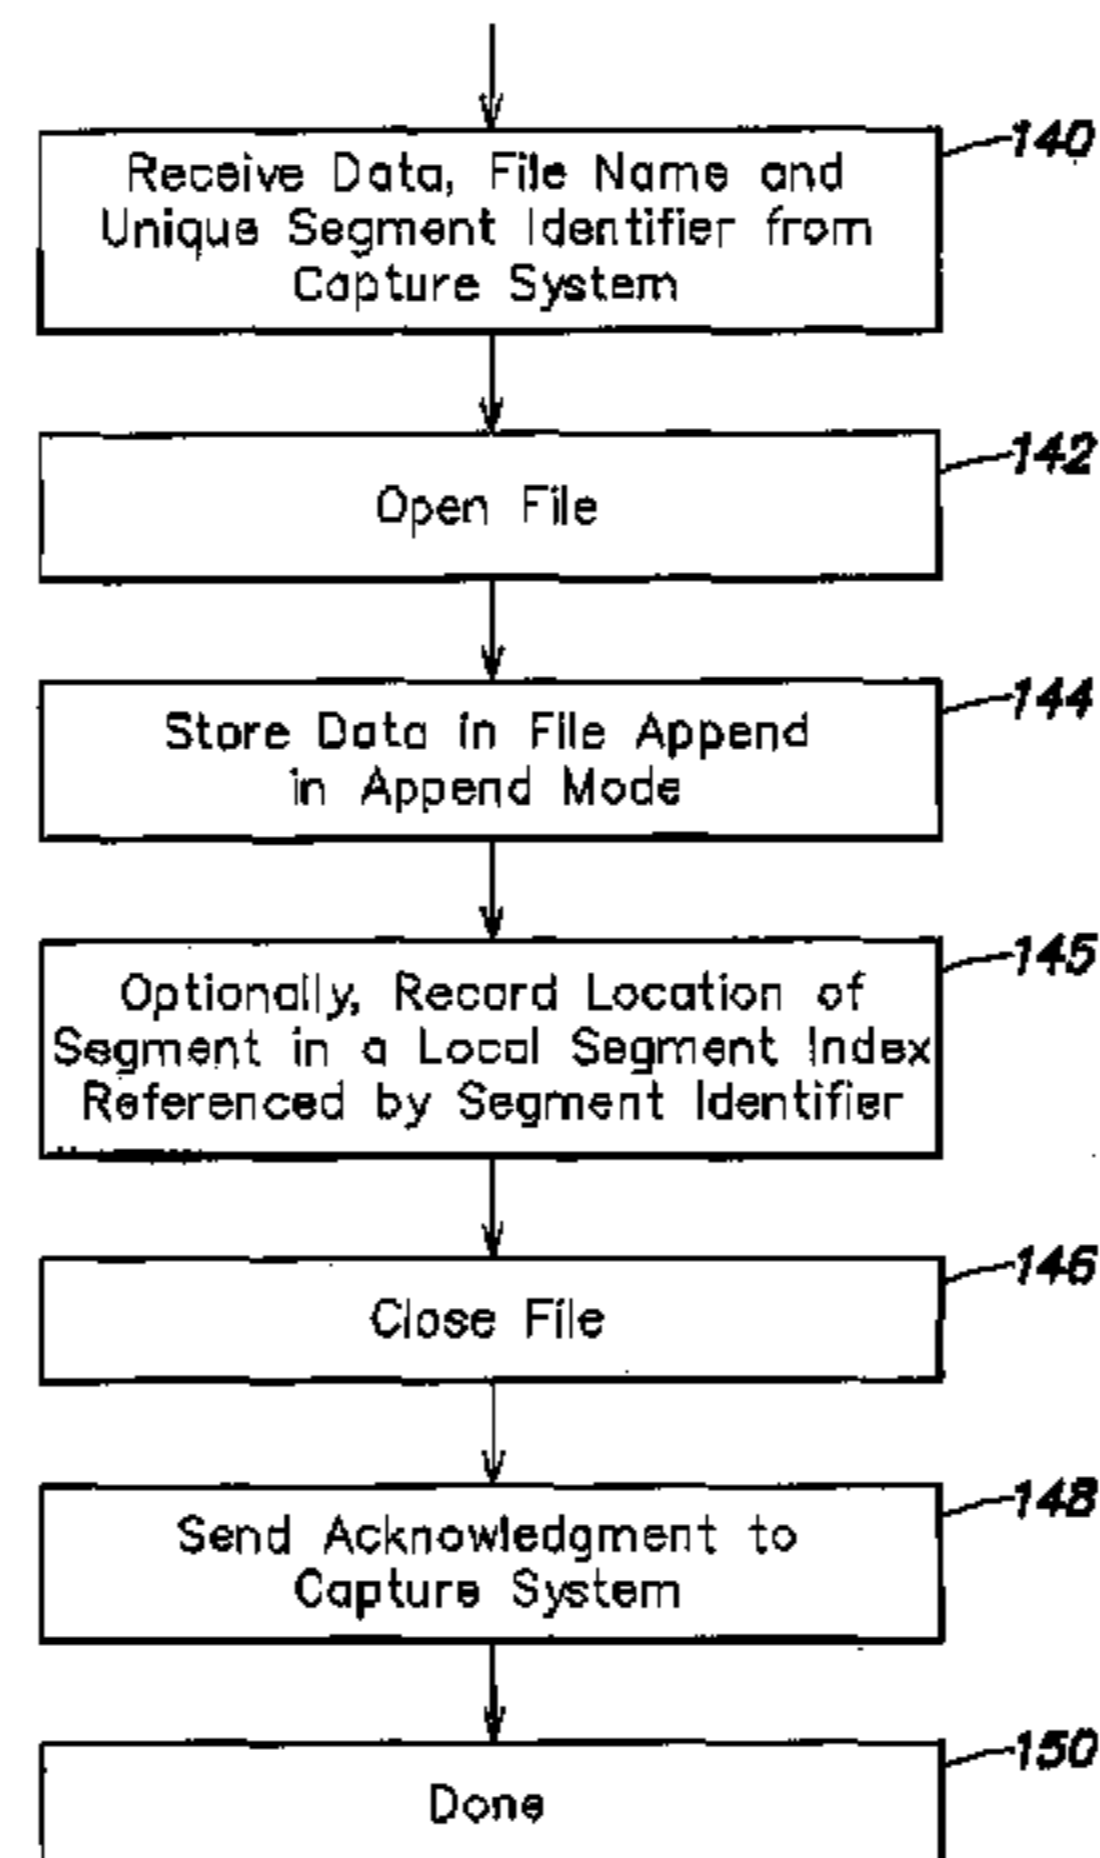 140
Receive Data, File Name and
Unique Segment Identifier from
Capture System
142
Open File
144
Store Data in File Append
in Append Mode
145
Optionally, Record Location of
Segment in a Local Segment Index
Referenced by Segment Identifier
146
Close File
148
Send Acknowledgment to
Capture System
150
Done